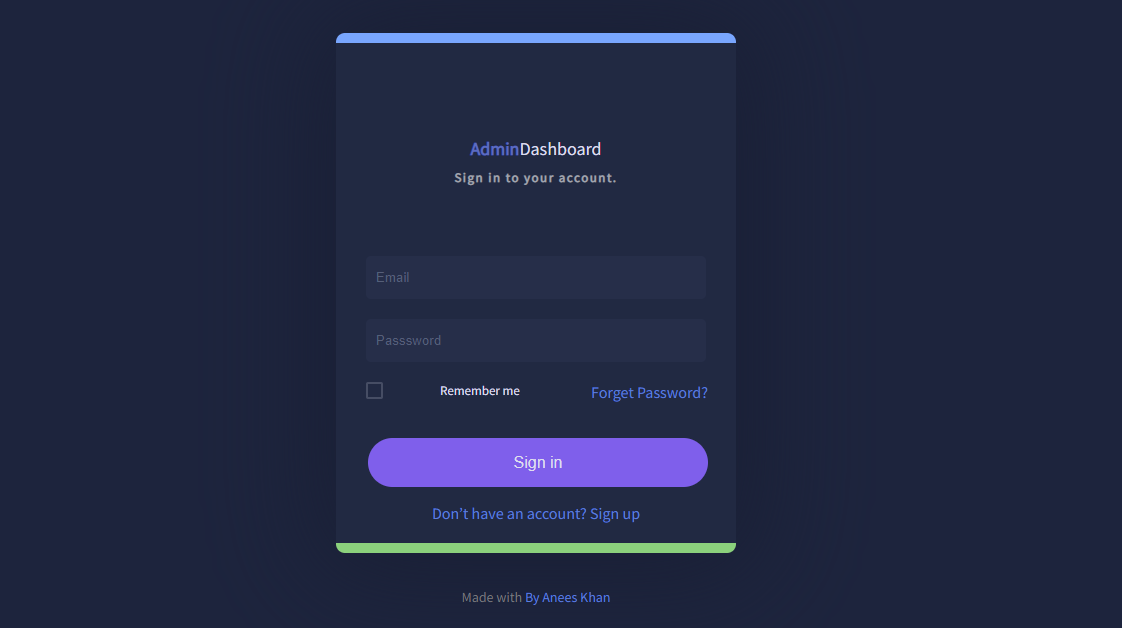 AdminDashboard
Sign in to your account.
Email
Passsword
Remember me
Forget Password?
Sign in
Don't have an account? Sign up
Made with By Anees Khan